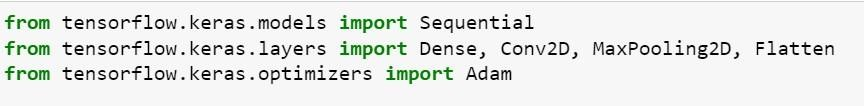 from tensorflow.keras.models import Sequential
from tensorflow.keras.layers import Dense, Conv2D, MaxPooling2D, Flatten
from tensorflow.keras.optimizers import Adam